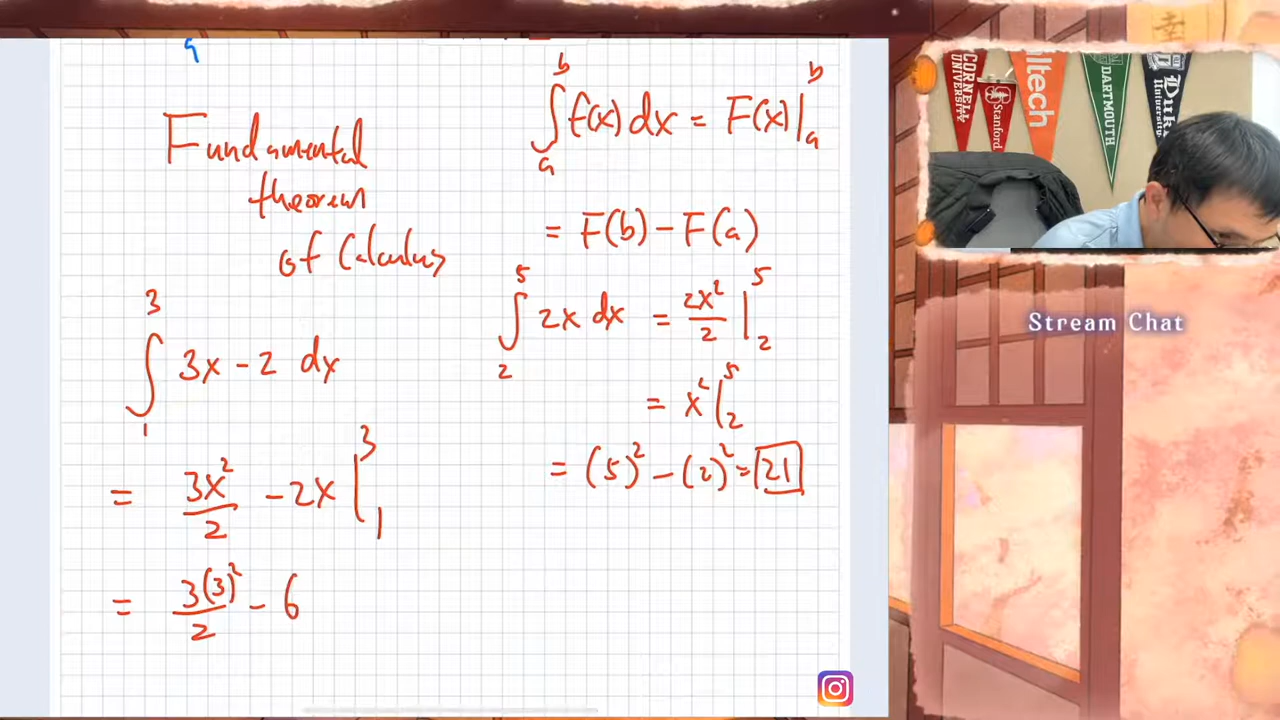 Fundamental
theorem
of Calculus
∫₁³ 3x - 2 dx
= 3x²/2 - 2x |₁³
= 3(3)²/2 - 6
∫ₐᵇ f(x) dx = F(x)|ₐᵇ
= F(b) - F(a)
∫₂⁵ 2x dx = 2x²/2 |₂⁵
= x² |₂⁵
= (5)² - (2)² = 21
CORNELL
UNIVERSITY
Stanford
ltech
DARTMOUTH
Duke
University
幸
Stream Chat